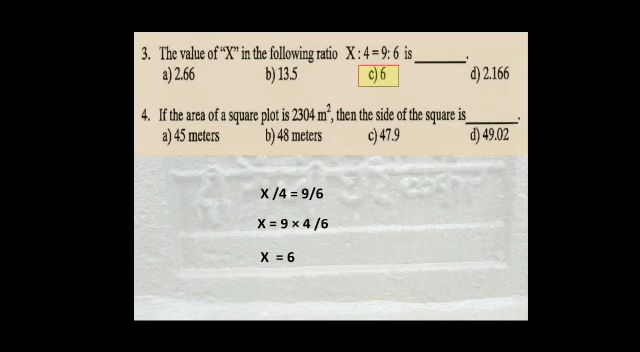 3. The value of “X” in the following ratio X : 4 = 9: 6 is ________.
a) 2.66 b) 13.5 c) 6 d) 2.166
4. If the area of a square plot is 2304 m², then the side of the square is________.
a) 45 meters b) 48 meters c) 47.9 d) 49.02
X /4 = 9/6
X = 9 × 4 /6
X = 6